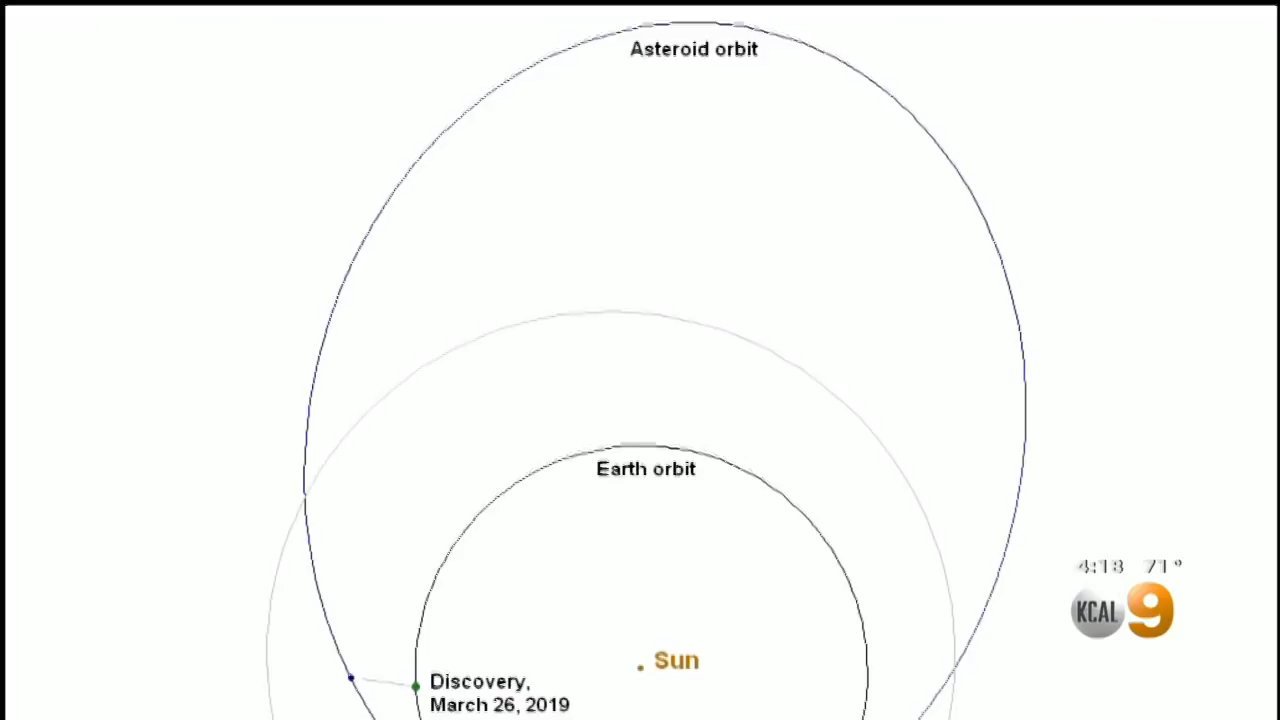 Asteroid orbit
Earth orbit
4:18 71°
KCAL 9
Sun
Discovery,
March 26, 2019